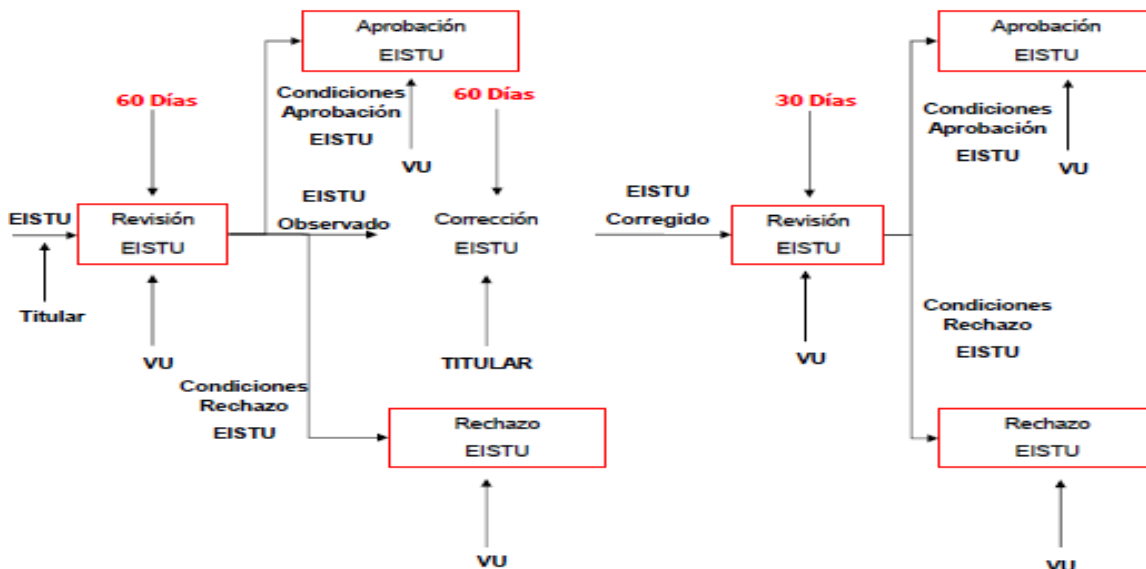 Aprobación
EISTU
60 Días
Condiciones
Aprobación
EISTU
60 Días
VU
EISTU
Revisión
EISTU
EISTU
Observado
Corrección
EISTU
Titular
VU
TITULAR
Condiciones
Rechazo
EISTU
Rechazo
EISTU
VU
Aprobación
EISTU
30 Días
Condiciones
Aprobación
EISTU
VU
EISTU
Corregido
Revisión
EISTU
VU
Condiciones
Rechazo
EISTU
Rechazo
EISTU
VU